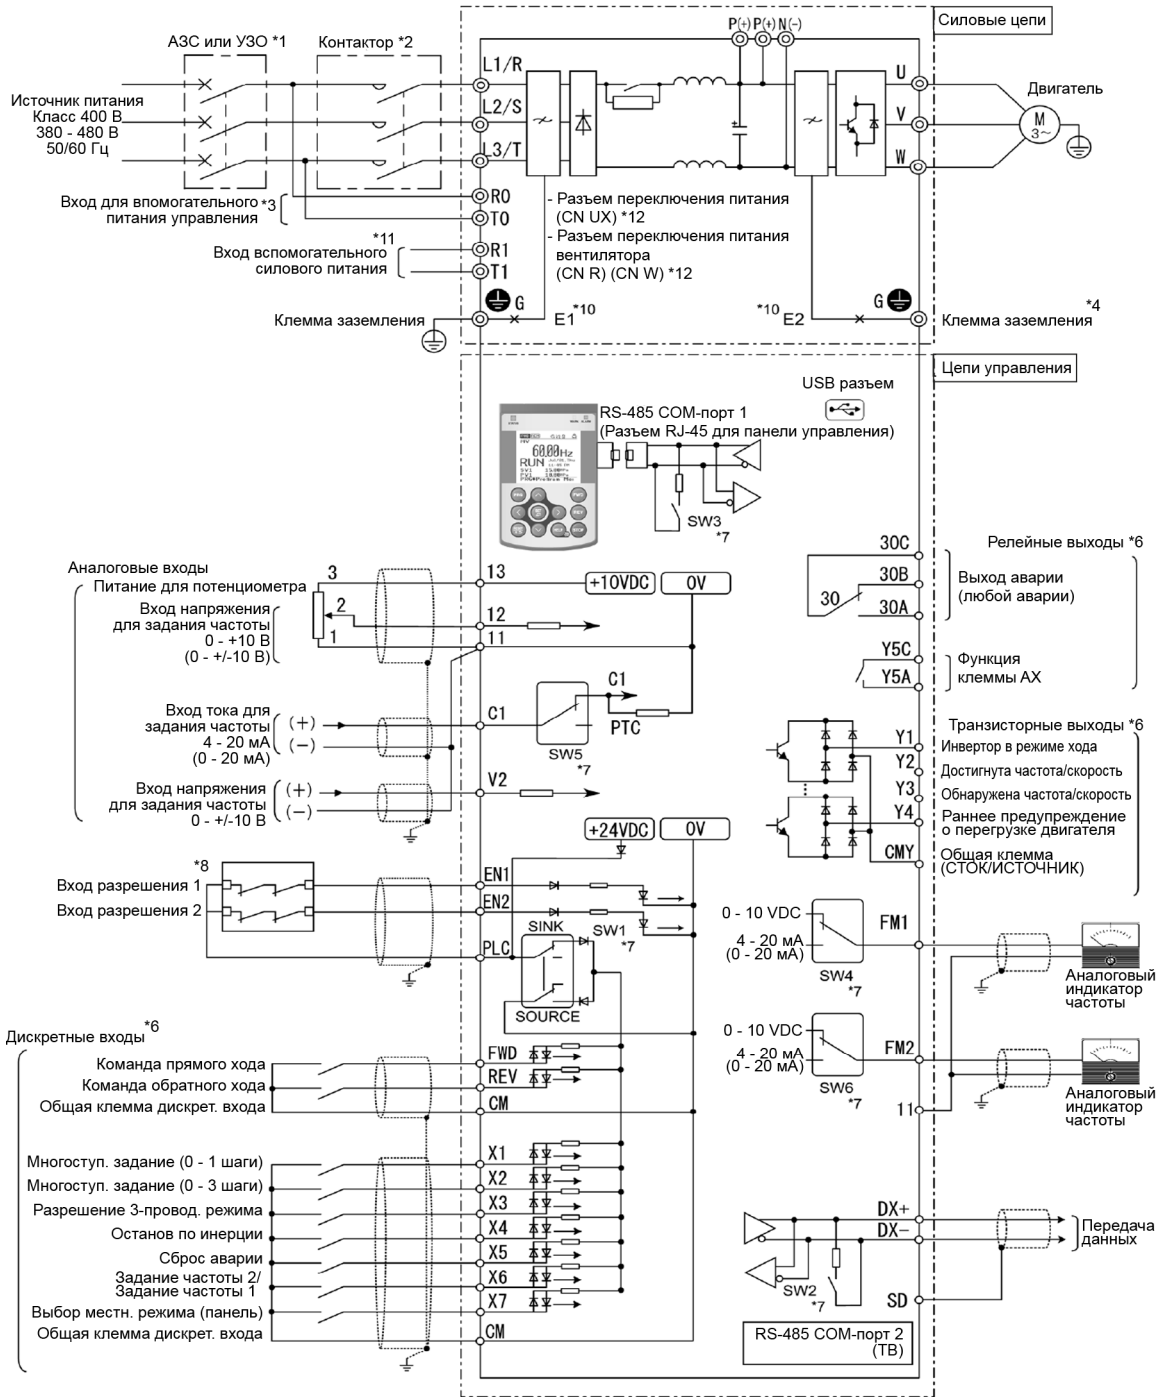 Силовые цепи
АЗС или УЗО *1
Контактор *2
P(+) P(+) N(-)
L1/R
L2/S
L3/T
Источник питания
Класс 400 В
380 - 480 В
50/60 Гц
U
V
W
Двигатель
M
3~
Вход для впомогательного
питания управления
*3
R0
T0
*11
Вход вспомогательного
силового питания
R1
T1
- Разъем переключения питания
(CN UX) *12
- Разъем переключения питания
вентилятора
(CN R) (CN W) *12
G
Клемма заземления
E1 *10
*10 E2
G
*4
Клемма заземления
Цепи управления
USB разъем
RS-485 COM-порт 1
(Разъем RJ-45 для панели управления)
60.00Hz
RUN
SW3
*7
Аналоговые входы
Питание для потенциометра
Вход напряжения
для задания частоты
0 - +10 В
(0 - +/-10 В)
3
2
1
13
12
11
+10VDC
0V
Вход тока для
задания частоты
4 - 20 мА
(0 - 20 мА)
(+)
(−)
C1
C1
PTC
SW5
*7
Вход напряжения
для задания частоты
0 - +/-10 В
(+)
(−)
V2
+24VDC
0V
30C
30B
30A
30
Релейные выходы *6
Выход аварии
(любой аварии)
Y5C
Y5A
Функция
клеммы AX
Транзисторные выходы *6
Y1
Инвертор в режиме хода
Y2
Достигнута частота/скорость
Y3
Обнаружена частота/скорость
Y4
Раннее предупреждение
о перегрузке двигателя
CMY
Общая клемма
(СТОК/ИСТОЧНИК)
*8
Вход разрешения 1
Вход разрешения 2
EN1
EN2
PLC
SINK
SW1
*7
SOURCE
0 - 10 VDC
4 - 20 мА
(0 - 20 мА)
SW4
*7
FM1
Аналоговый
индикатор
частоты
0 - 10 VDC
4 - 20 мА
(0 - 20 мА)
SW6
*7
FM2
11
Аналоговый
индикатор
частоты
Дискретные входы *6
Команда прямого хода
Команда обратного хода
Общая клемма дискрет. входа
FWD
REV
CM
Многоступ. задание (0 - 1 шаги)
Многоступ. задание (0 - 3 шаги)
Разрешение 3-провод. режима
Останов по инерции
Сброс аварии
Задание частоты 2/
Задание частоты 1
Выбор местн. режима (панель)
Общая клемма дискрет. входа
X1
X2
X3
X4
X5
X6
X7
CM
DX+
DX−
SD
SW2
*7
Передача
данных
RS-485 COM-порт 2
(TB)